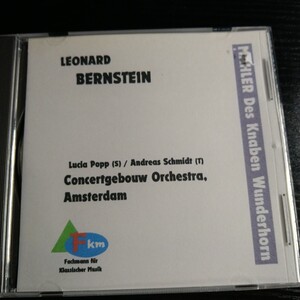 LEONARD
BERNSTEIN
MAHLER Des Knaben Wunderhorn
Lucia Popp (S) / Andreas Schmidt (T)
Concertgebouw Orchestra,
Amsterdam
Fkm
Fachmann für
Klassischer Musik